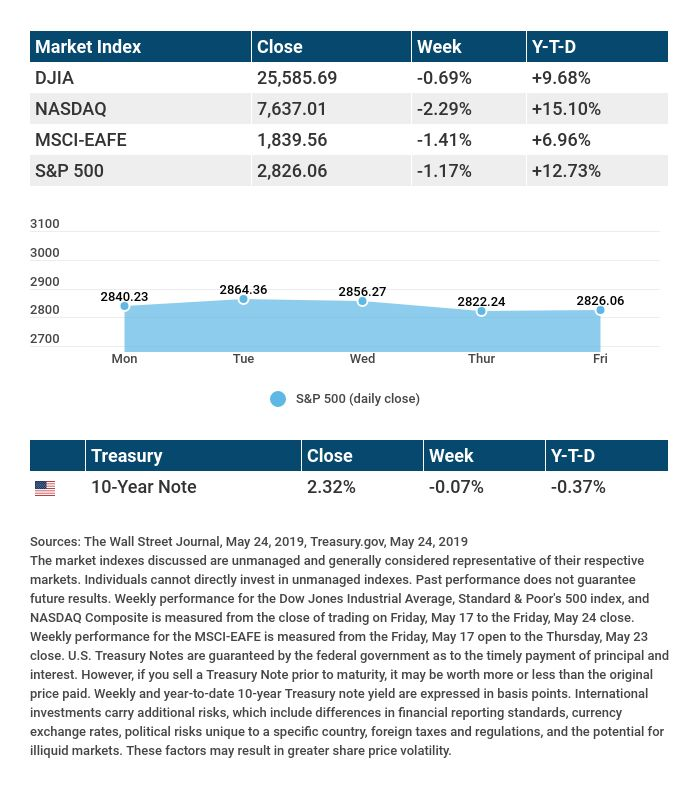 Market Index Close Week Y-T-D
DJIA 25,585.69 -0.69% +9.68%
NASDAQ 7,637.01 -2.29% +15.10%
MSCI-EAFE 1,839.56 -1.41% +6.96%
S&P 500 2,826.06 -1.17% +12.73%
3100
3000
2900
2800
2700
2840.23 2864.36 2856.27 2822.24 2826.06
Mon Tue Wed Thur Fri
S&P 500 (daily close)
Treasury Close Week Y-T-D
10-Year Note 2.32% -0.07% -0.37%
Sources: The Wall Street Journal, May 24, 2019, Treasury.gov, May 24, 2019
The market indexes discussed are unmanaged and generally considered representative of their respective
markets. Individuals cannot directly invest in unmanaged indexes. Past performance does not guarantee
future results. Weekly performance for the Dow Jones Industrial Average, Standard & Poor's 500 index, and
NASDAQ Composite is measured from the close of trading on Friday, May 17 to the Friday, May 24 close.
Weekly performance for the MSCI-EAFE is measured from the Friday, May 17 open to the Thursday, May 23
close. U.S. Treasury Notes are guaranteed by the federal government as to the timely payment of principal and
interest. However, if you sell a Treasury Note prior to maturity, it may be worth more or less than the original
price paid. Weekly and year-to-date 10-year Treasury note yield are expressed in basis points. International
investments carry additional risks, which include differences in financial reporting standards, currency
exchange rates, political risks unique to a specific country, foreign taxes and regulations, and the potential for
illiquid markets. These factors may result in greater share price volatility.